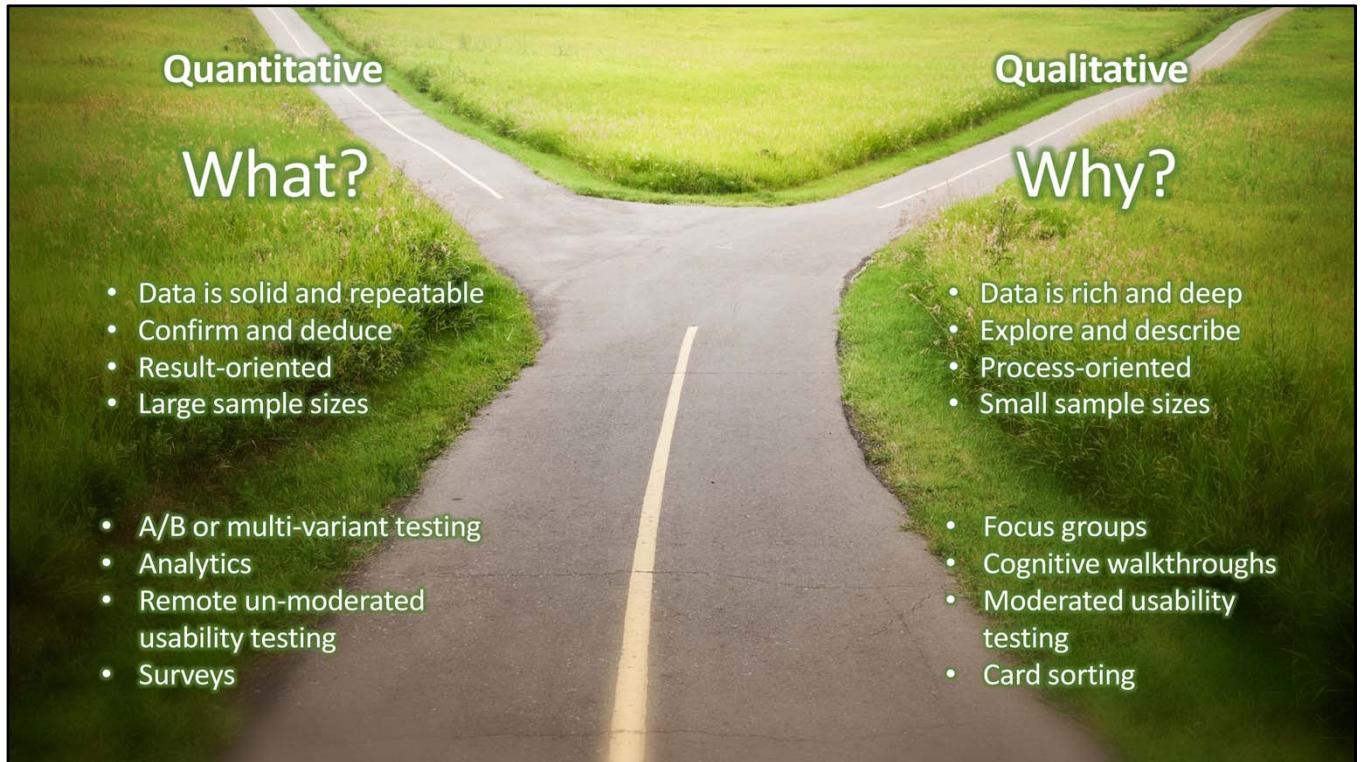 Quantitative
What?
• Data is solid and repeatable
• Confirm and deduce
• Result-oriented
• Large sample sizes
• A/B or multi-variant testing
• Analytics
• Remote un-moderated
usability testing
• Surveys
Qualitative
Why?
• Data is rich and deep
• Explore and describe
• Process-oriented
• Small sample sizes
• Focus groups
• Cognitive walkthroughs
• Moderated usability
testing
• Card sorting